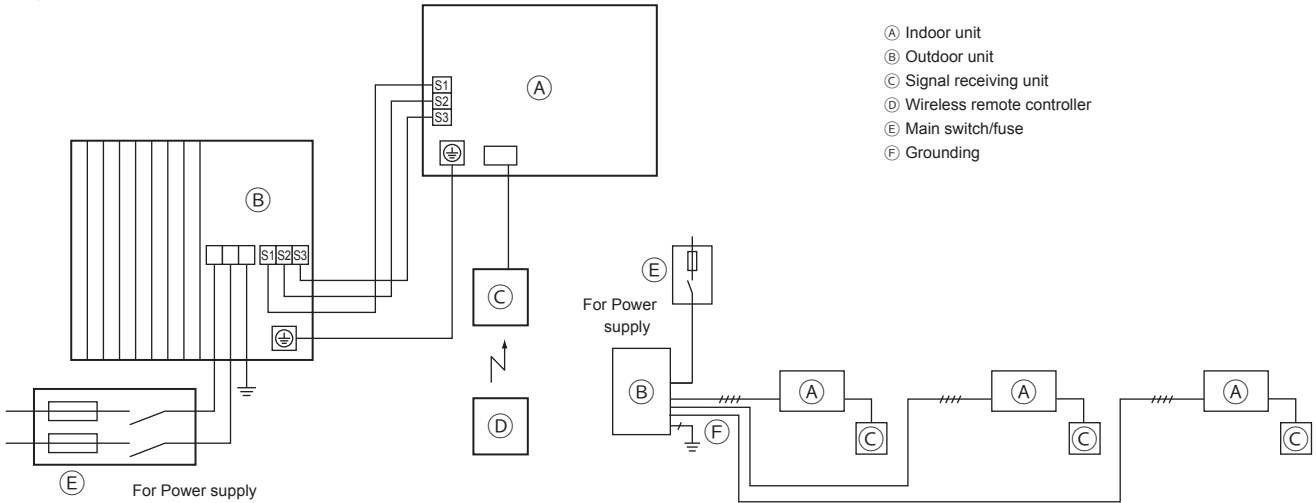 Ⓐ Indoor unit
Ⓑ Outdoor unit
Ⓒ Signal receiving unit
Ⓓ Wireless remote controller
Ⓔ Main switch/fuse
Ⓕ Grounding
S1
S2
S3
Ⓐ
Ⓑ
S1 S2 S3
Ⓒ
Ⓓ
Ⓔ
For Power supply
Ⓔ
For Power
supply
Ⓑ
Ⓐ
Ⓐ
Ⓐ
Ⓕ
Ⓒ
Ⓒ
Ⓒ